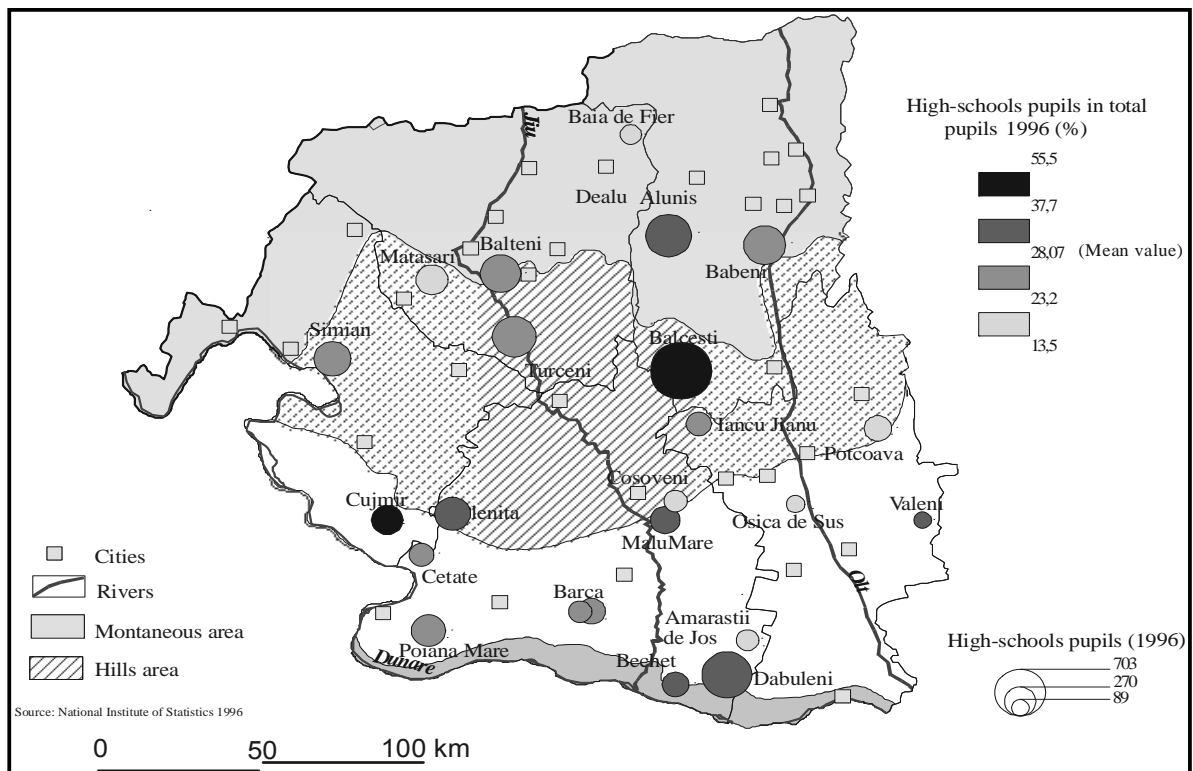 High-schools pupils in total
pupils 1996 (%)
55,5
37,7
28,07 (Mean value)
23,2
13,5
Jiu
Baia de Fier
Dealu
Alunis
Balteni
Matasari
Babeni
Simian
Balcesti
Turceni
Iancu Jianu
Potcoava
Cosoveni
Cujmir
Plenita
Osica de Sus
Valeni
MaluMare
Cetate
Olt
Barca
Amarastii
de Jos
Poiana Mare
Dunare
Bechet
Dabuleni
Cities
Rivers
Montaneous area
Hills area
High-schools pupils (1996)
703
270
89
Source: National Institute of Statistics 1996
0
50
100 km